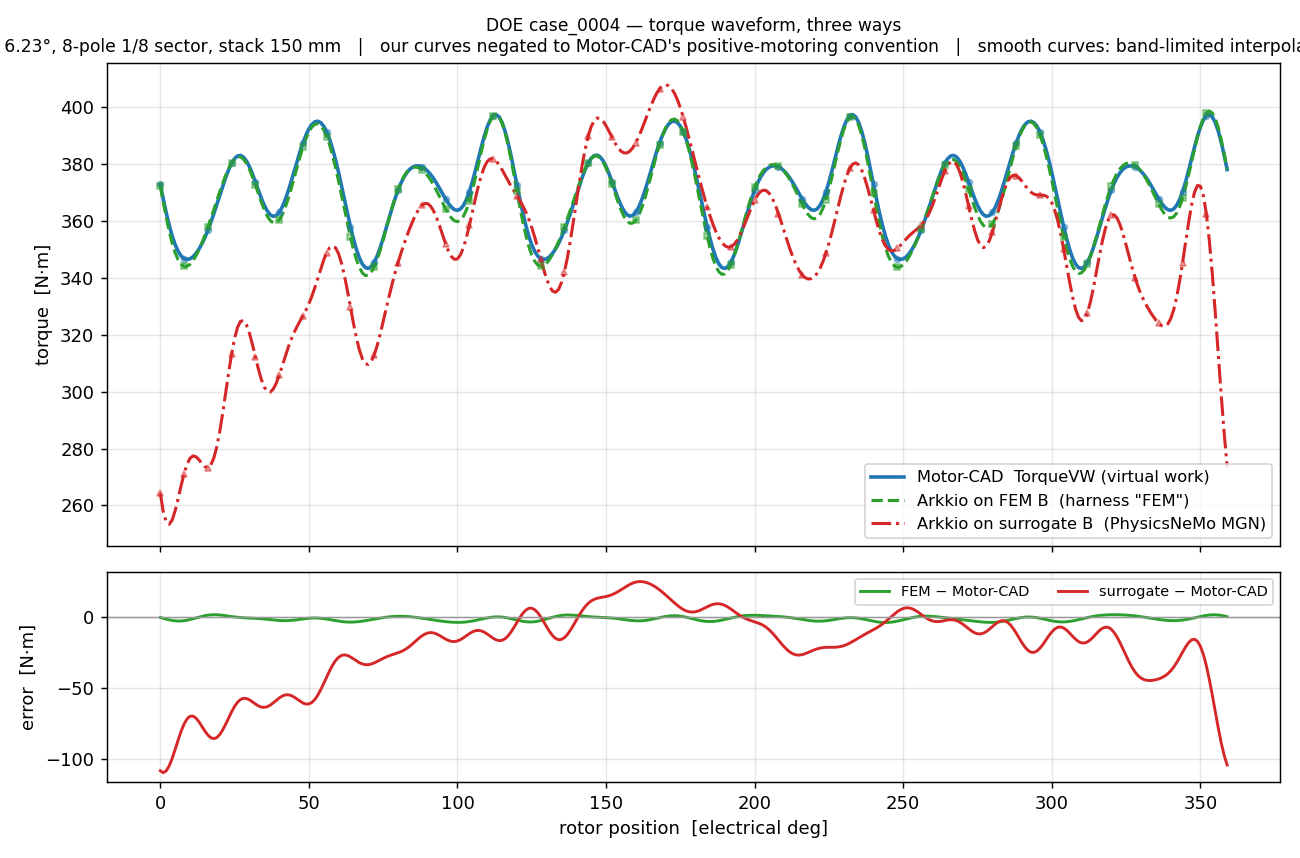 DOE case_0004 — torque waveform, three ways
6.23°, 8-pole 1/8 sector, stack 150 mm | our curves negated to Motor-CAD's positive-motoring convention | smooth curves: band-limited
400
380
360
340
320
300
280
260
torque [N·m]
Motor-CAD TorqueVW (virtual work)
Arkkio on FEM B (harness "FEM")
Arkkio on surrogate B (PhysicsNeMo MGN)
0
−50
−100
error [N·m]
FEM − Motor-CAD
surrogate − Motor-CAD
0 50 100 150 200 250 300 350
rotor position [electrical deg]